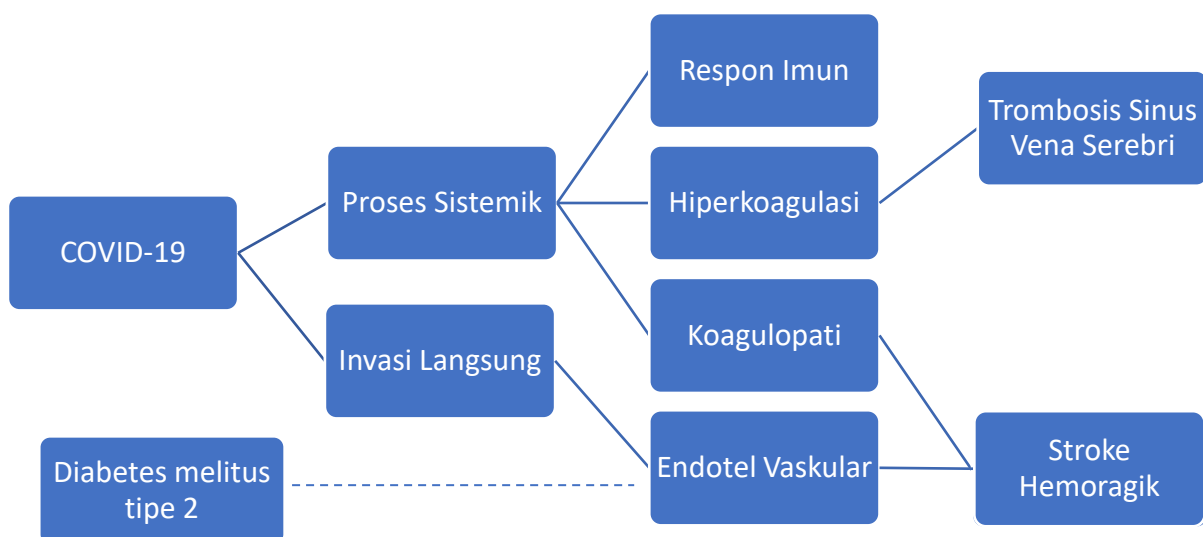 Respon Imun
Trombosis Sinus
Vena Serebri
Proses Sistemik
Hiperkoagulasi
COVID-19
Koagulopati
Invasi Langsung
Diabetes melitus
tipe 2
Endotel Vaskular
Stroke
Hemoragik